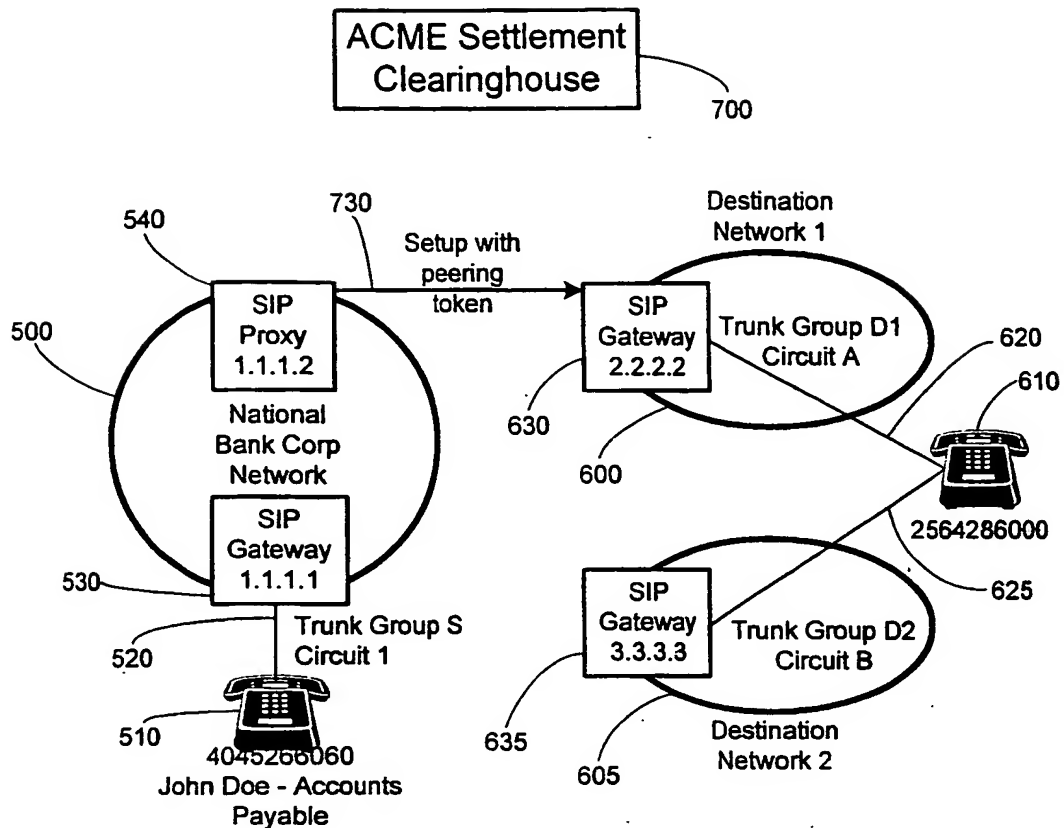 ACME Settlement
Clearinghouse
700
730
540
Setup with
peering
token
Destination
Network 1
500
SIP
Proxy
1.1.1.2
SIP
Gateway
2.2.2.2
Trunk Group D1
Circuit A
620
610
630
600
National
Bank Corp
Network
2564286000
SIP
Gateway
1.1.1.1
530
625
520
Trunk Group S
Circuit 1
SIP
Gateway
3.3.3.3
Trunk Group D2
Circuit B
510
635
605
Destination
Network 2
4045266060
John Doe - Accounts
Payable